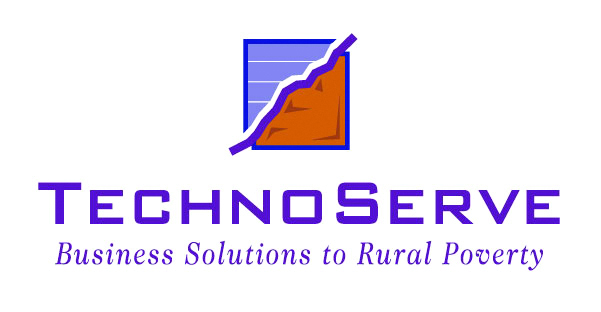 TECHNOSERVE
Business Solutions to Rural Poverty